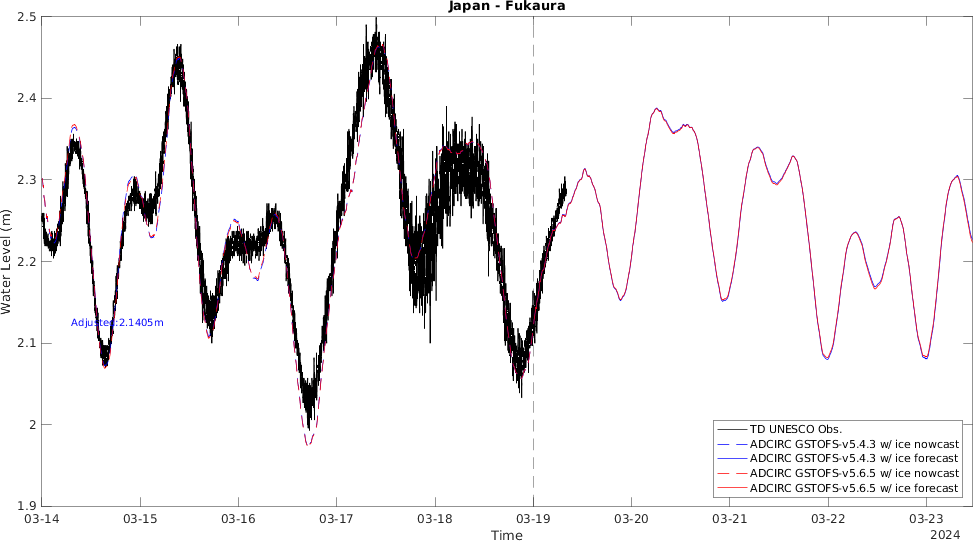 Japan - Fukaura
2.5
2.4
2.3
2.2
2.1
2
1.9
Water Level (m)
Adjusted:2.1405m
TD UNESCO Obs.
ADCIRC GSTOFS-v5.4.3 w/ ice nowcast
ADCIRC GSTOFS-v5.4.3 w/ ice forecast
ADCIRC GSTOFS-v5.6.5 w/ ice nowcast
ADCIRC GSTOFS-v5.6.5 w/ ice forecast
03-14 03-15 03-16 03-17 03-18 03-19 03-20 03-21 03-22 03-23
Time
2024